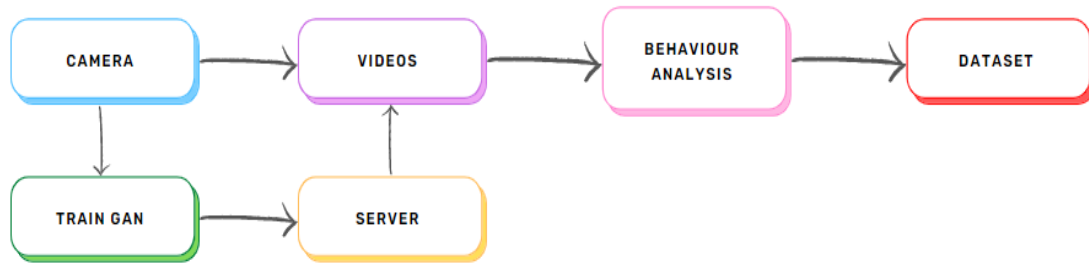 CAMERA
VIDEOS
BEHAVIOUR
ANALYSIS
DATASET
TRAIN GAN
SERVER